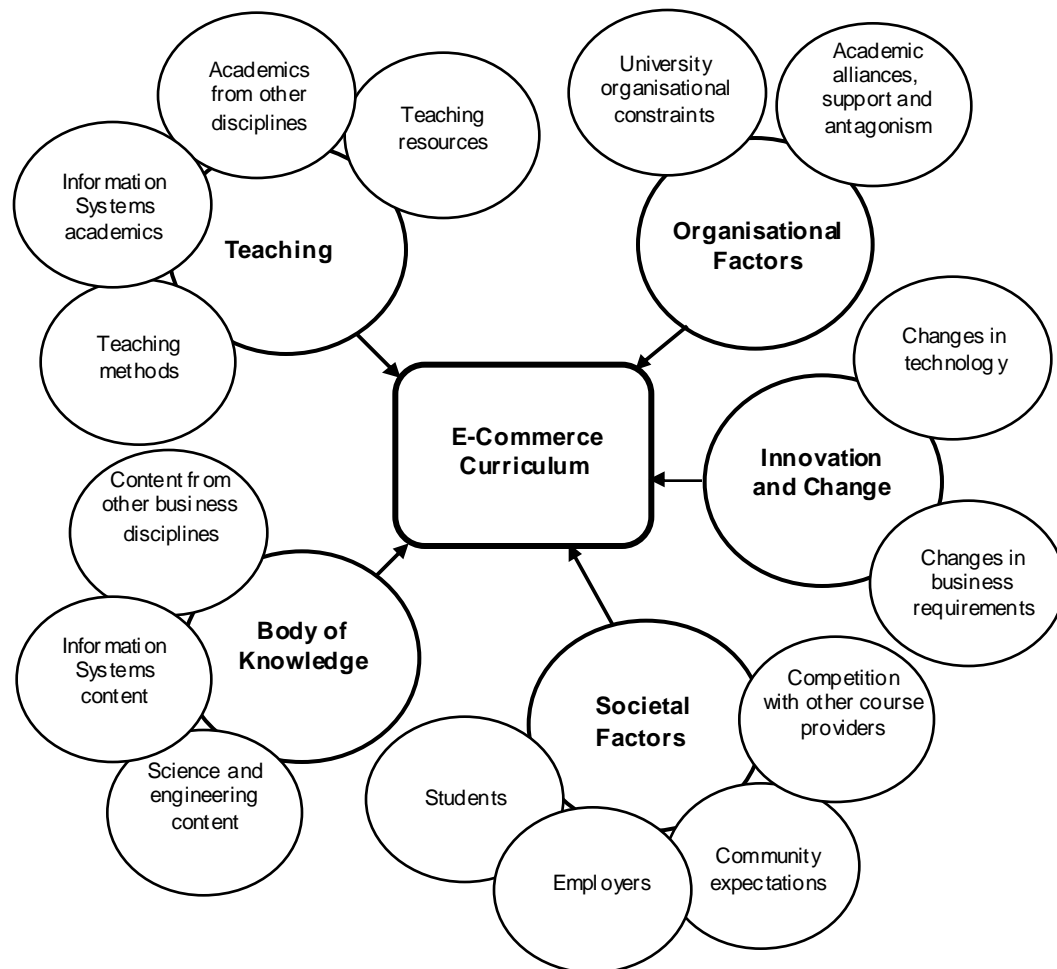 Academics
from other
disciplines
Teaching
resources
Information
Systems
academics
Teaching
Teaching
methods
University
organisational
constraints
Academic
alliances,
support and
antagonism
Organisational
Factors
Changes in
technology
Innovation
and Change
Changes in
business
requirements
E-Commerce
Curriculum
Content from
other business
disciplines
Information
Systems
content
Body of
Knowledge
Science and
engineering
content
Societal
Factors
Competition
with other course
providers
Students
Employers
Community
expectations